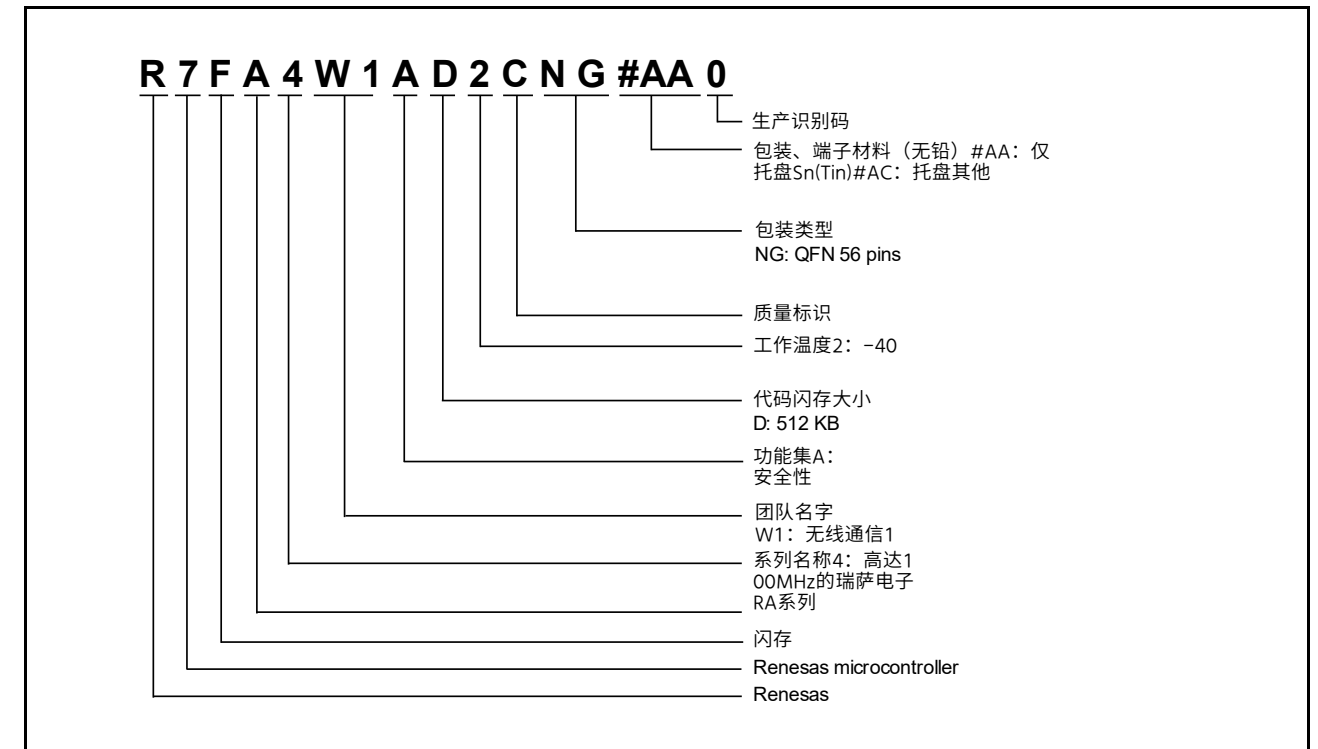 R 7 F A 4 W 1 A D 2 C N G #AA 0
生产识别码
包装、端子材料（无铅）#AA：仅
托盘Sn(Tin)#AC：托盘其他
包装类型
NG: QFN 56 pins
质量标识
工作温度2：-40
代码闪存大小
D: 512 KB
功能集A：
安全性
团队名字
W1：无线通信1
系列名称4：高达1
00MHz的瑞萨电子
RA系列
闪存
Renesas microcontroller
Renesas